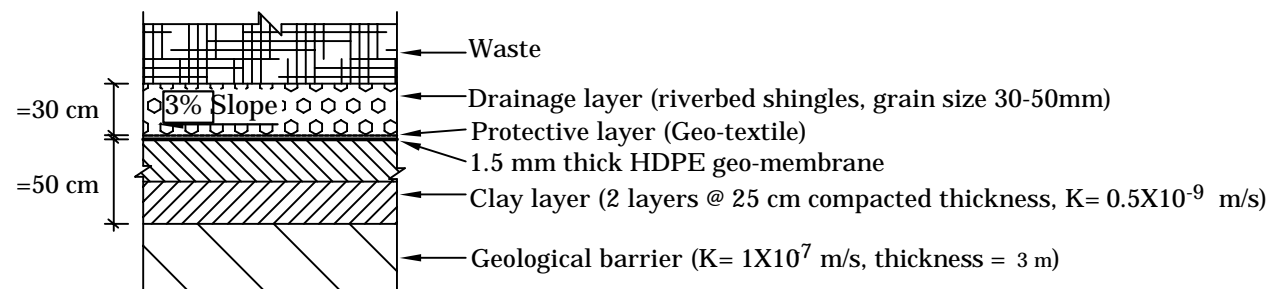 Waste
=30 cm
3% Slope
Drainage layer (riverbed shingles, grain size 30-50mm)
Protective layer (Geo-textile)
1.5 mm thick HDPE geo-membrane
=50 cm
Clay layer (2 layers @ 25 cm compacted thickness, K= 0.5X10-9 m/s)
Geological barrier (K= 1X107 m/s, thickness = 3 m)